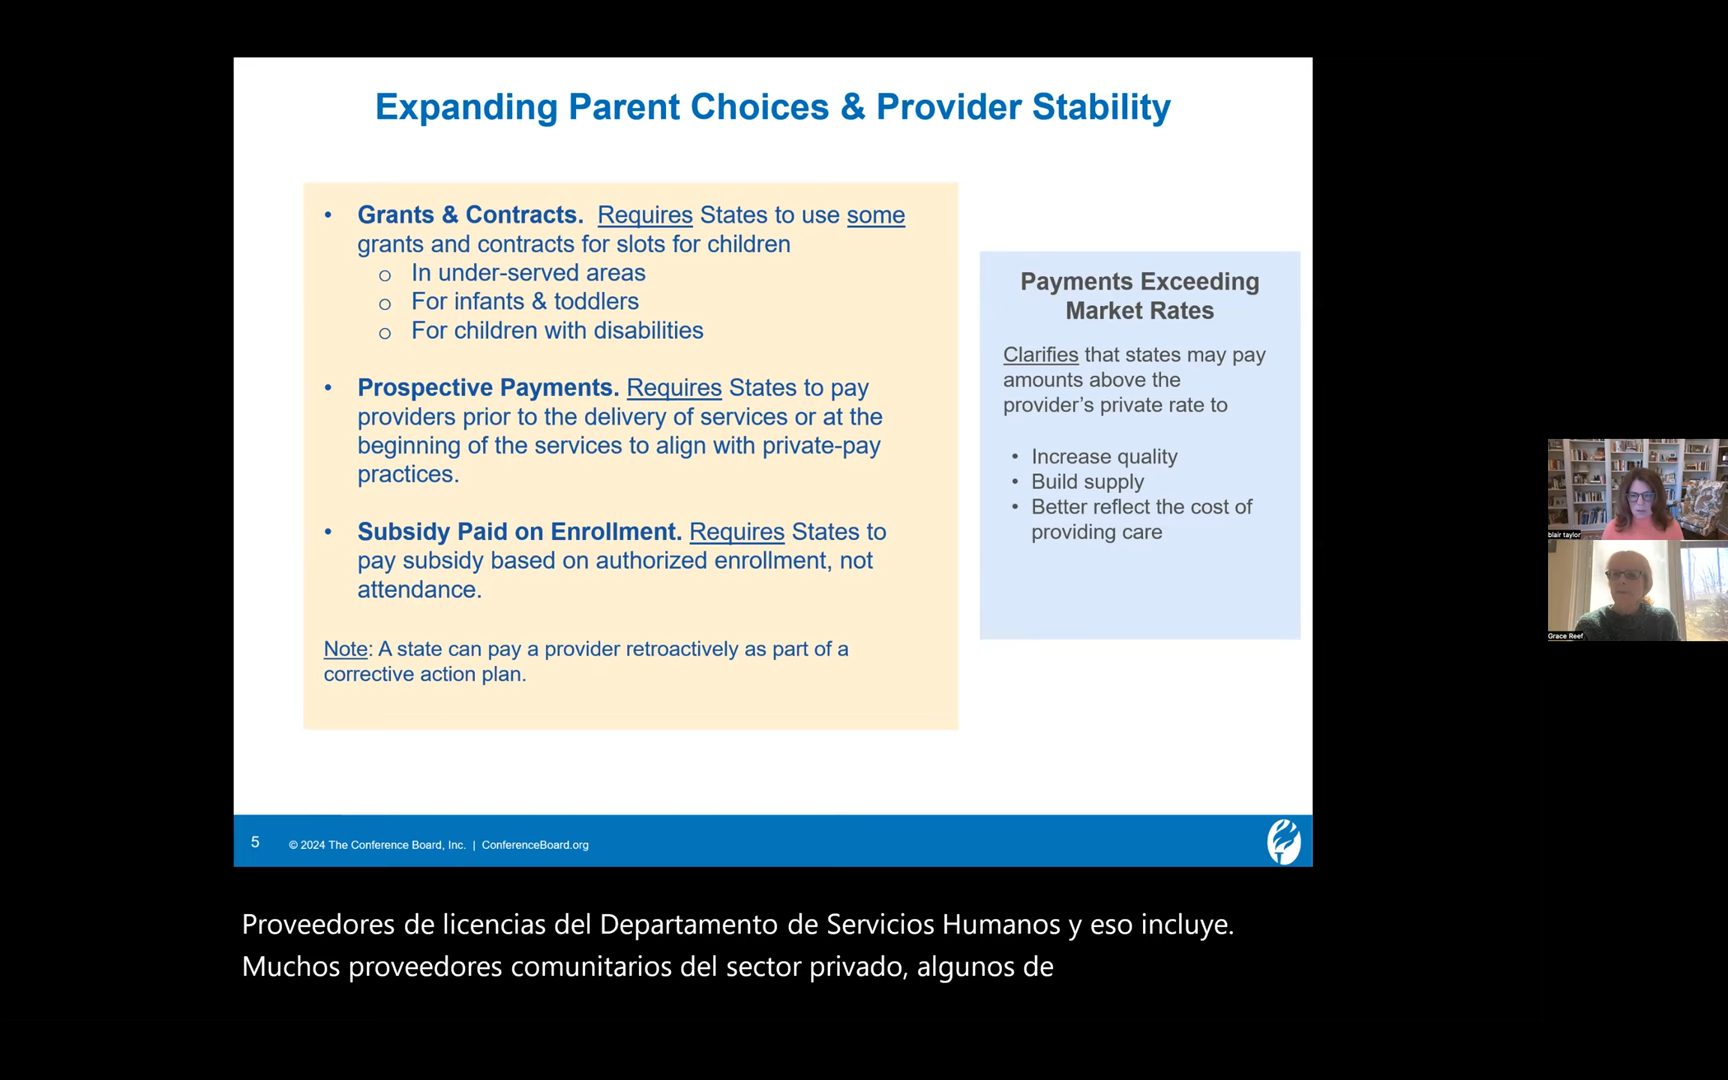 Expanding Parent Choices & Provider Stability
• Grants & Contracts. Requires States to use some
grants and contracts for slots for children
o In under-served areas
o For infants & toddlers
o For children with disabilities
• Prospective Payments. Requires States to pay
providers prior to the delivery of services or at the
beginning of the services to align with private-pay
practices.
• Subsidy Paid on Enrollment. Requires States to
pay subsidy based on authorized enrollment, not
attendance.
Note: A state can pay a provider retroactively as part of a
corrective action plan.
Payments Exceeding
Market Rates
Clarifies that states may pay
amounts above the
provider's private rate to
• Increase quality
• Build supply
• Better reflect the cost of
providing care
blair taylor
Grace Reef
5 © 2024 The Conference Board, Inc. | ConferenceBoard.org
Proveedores de licencias del Departamento de Servicios Humanos y eso incluye.
Muchos proveedores comunitarios del sector privado, algunos de